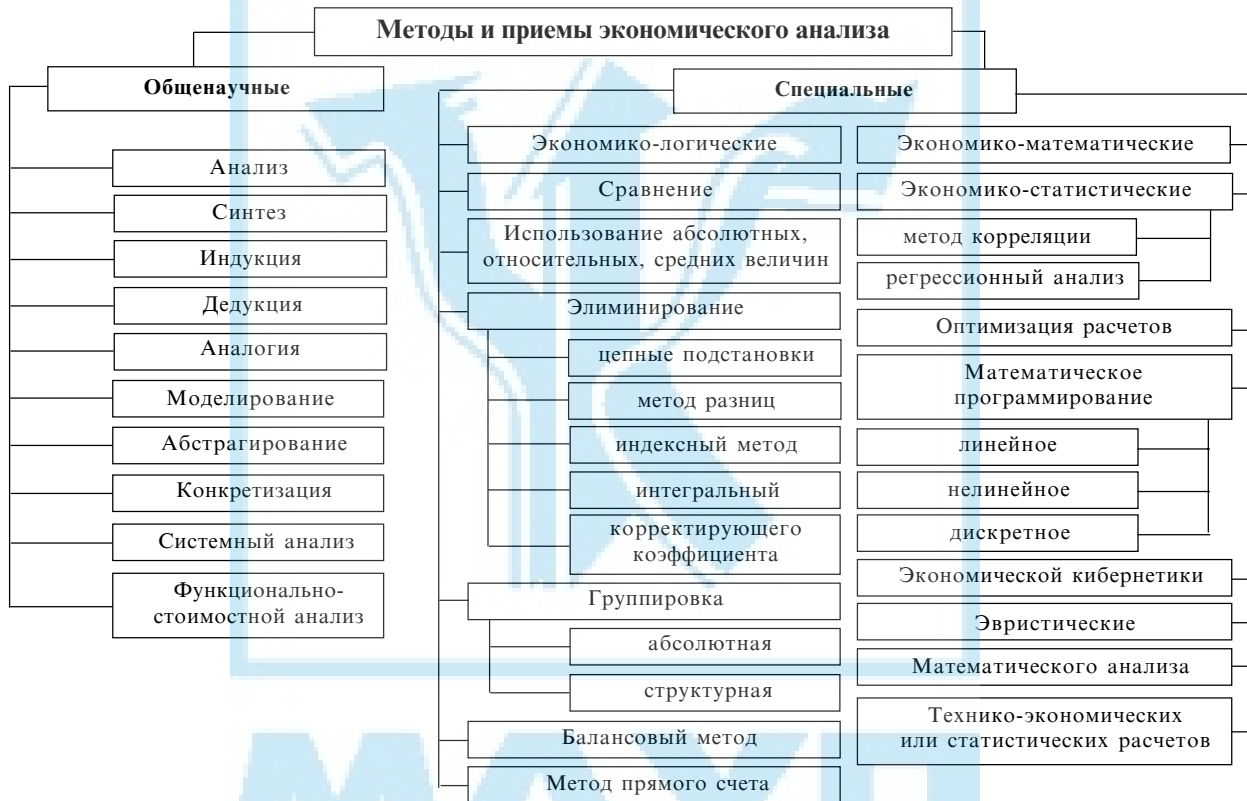 Методы и приемы экономического анализа
Общенаучные
Анализ
Синтез
Индукция
Дедукция
Аналогия
Моделирование
Абстрагирование
Конкретизация
Системный анализ
Функционально-
стоимостной анализ
Специальные
Экономико-логические
Сравнение
Использование абсолютных,
относительных, средних величин
Элиминирование
цепные подстановки
метод разниц
индексный метод
интегральный
корректирующего
коэффициента
Группировка
абсолютная
структурная
Балансовый метод
Метод прямого счета
Экономико-математические
Экономико-статистические
метод корреляции
регрессионный анализ
Оптимизация расчетов
Математическое
программирование
линейное
нелинейное
дискретное
Экономической кибернетики
Эвристические
Математического анализа
Технико-экономических
или статистических расчетов
МАУП